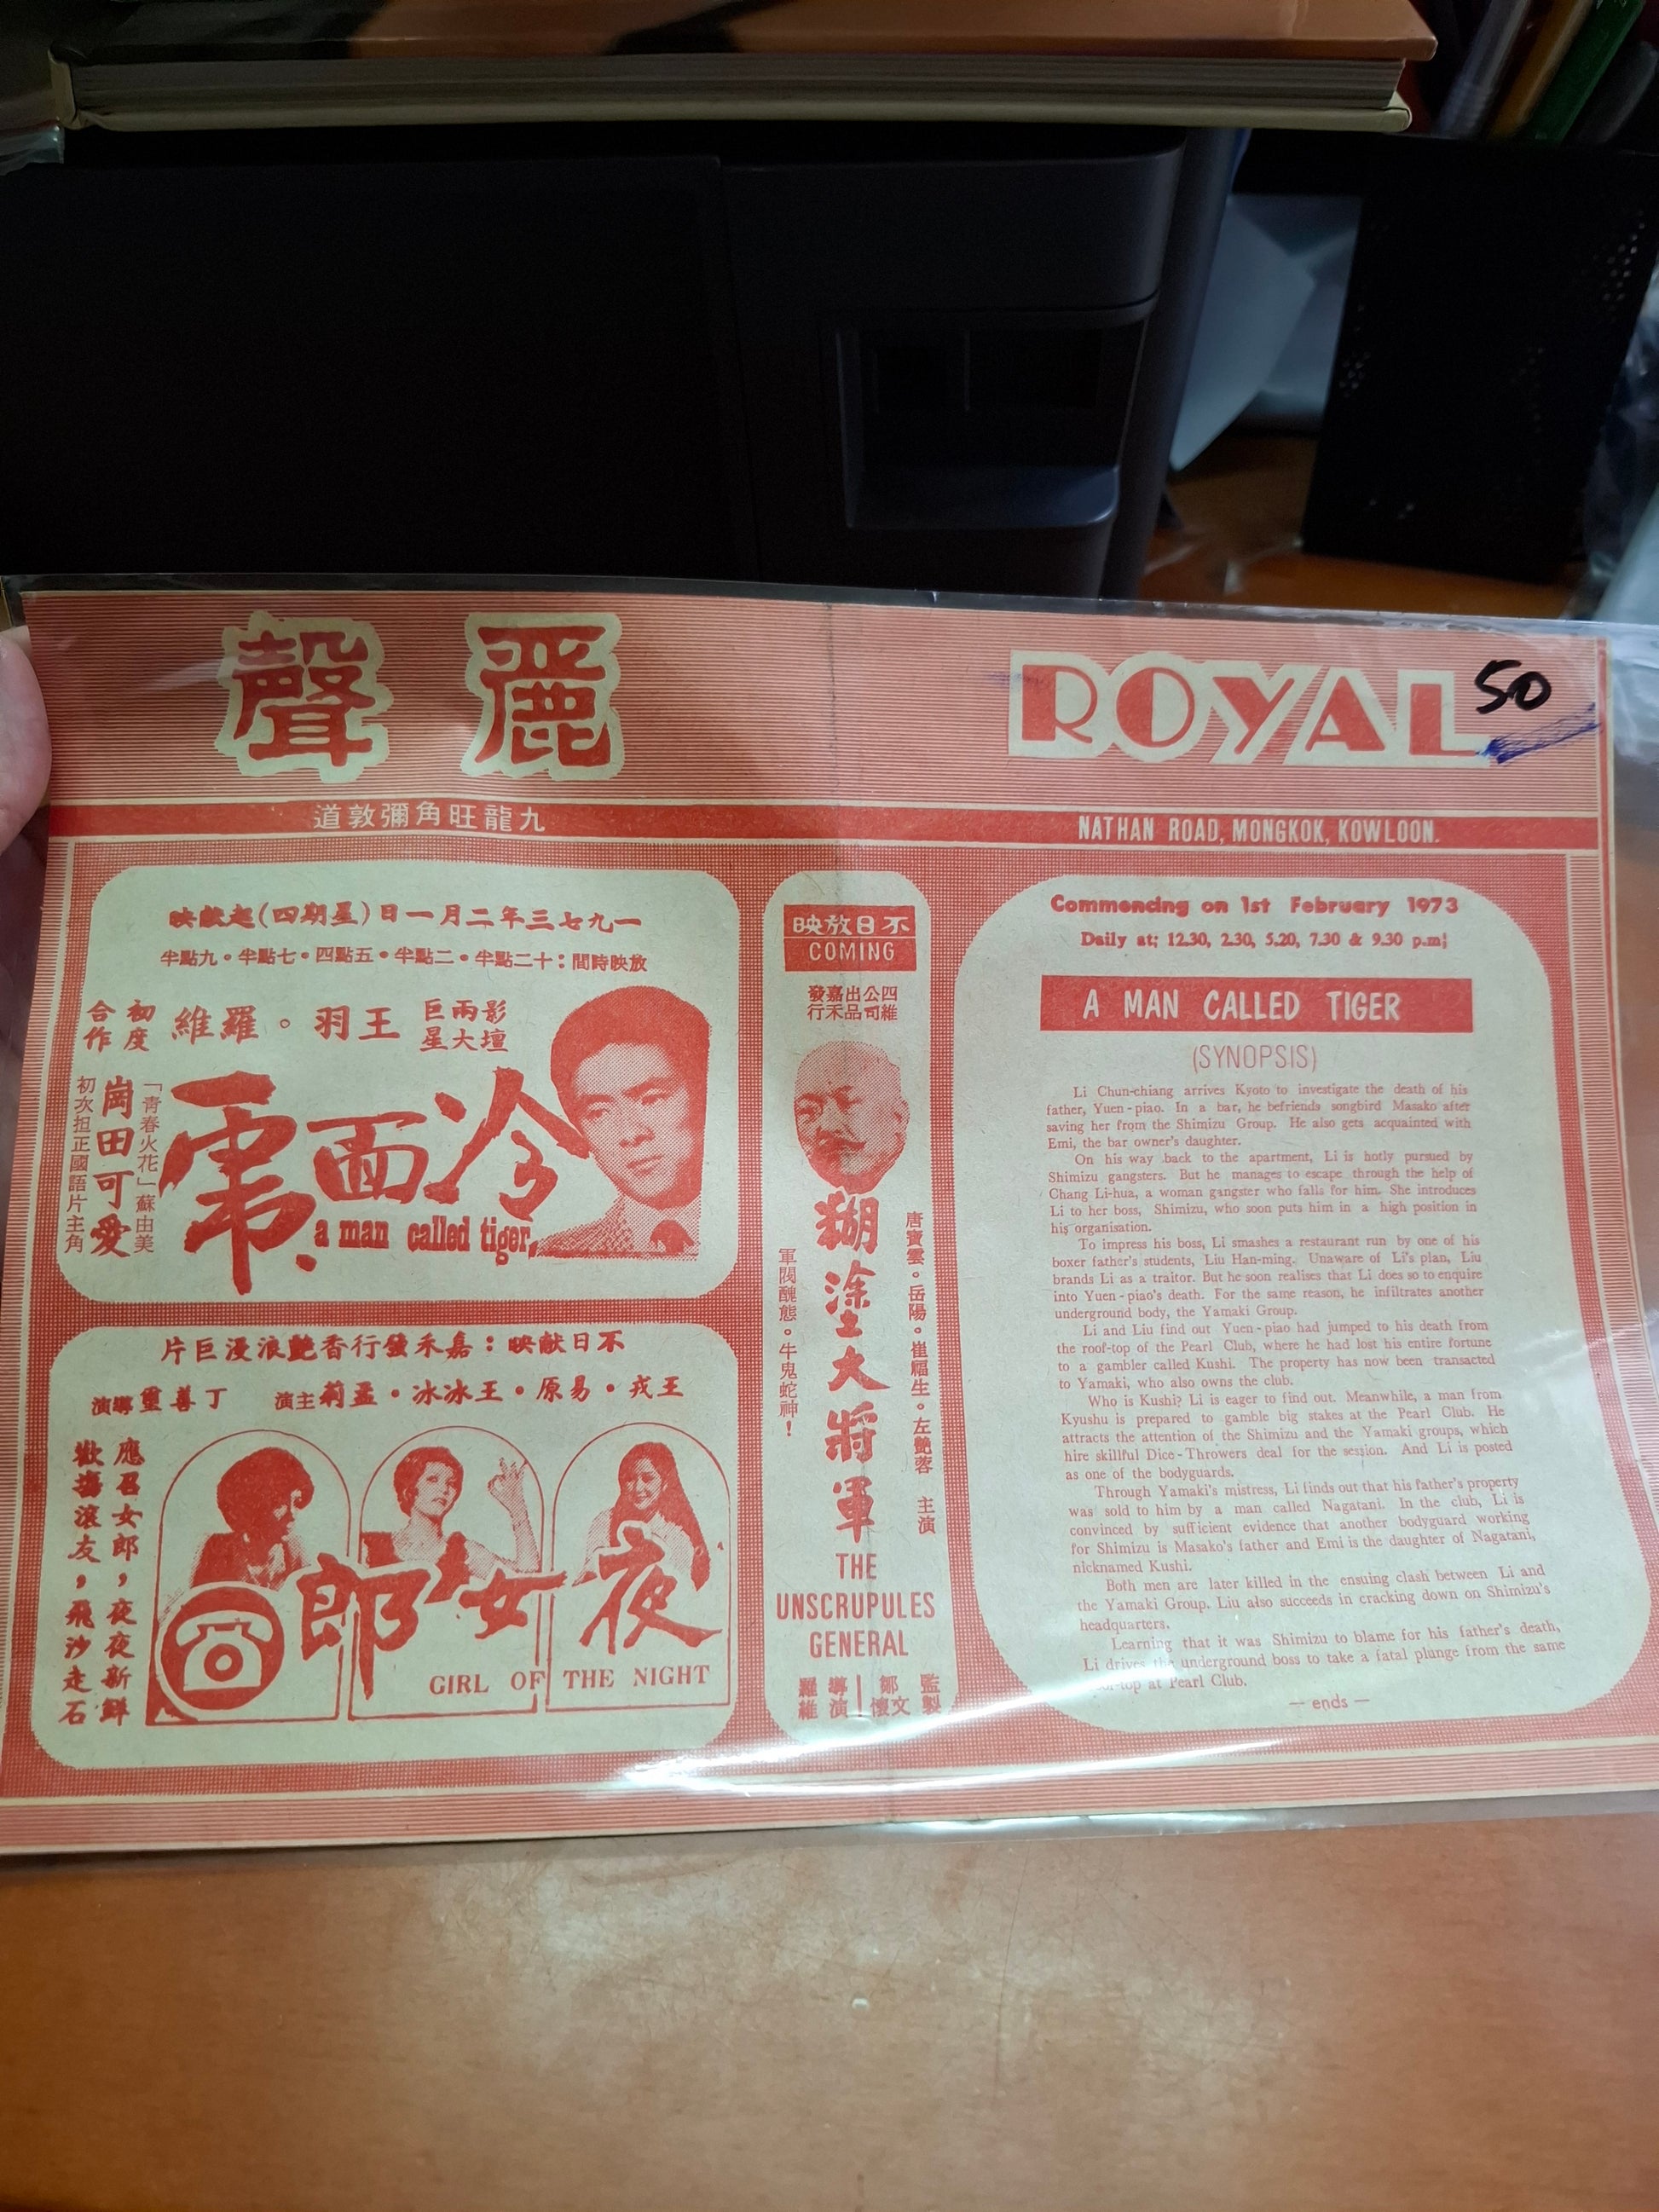 麗聲
九龍旺角彌敦道
一九七三年二月一日(星期四)起献映
放映時間：十二點半。二點半。五點四。七點半。九點半
影壇兩大巨星
王羽。羅維
初度合作
「青春火花」蘇由美
崗田可愛
初次担正國語片主角
冷面虎
a man called tiger
不日献映：嘉禾發行香艷浪漫巨片
王戎・易原・王冰冰・孟莉主演
丁善璽導演
應召女郎，夜夜新鮮
歡塲滾友，飛沙走石
夜女郎
GIRL OF THE NIGHT
不日放映
COMING
四維公司出品嘉禾發行
唐寶雲。岳陽。崔福生。左艷蓉 主演
糊塗大將軍
軍閥醜態。牛鬼蛇神！
THE
UNSCRUPULES
GENERAL
監製 鄒文懷
導演 羅維
ROYAL
50
NATHAN ROAD, MONGKOK, KOWLOON.
Commencing on 1st February 1973
Daily at; 12.30, 2.30, 5.20, 7.30 & 9.30 p.m;
A MAN CALLED TIGER
(SYNOPSIS)
Li Chun-chiang arrives Kyoto to investigate the death of his
father, Yuen-piao. In a bar, he befriends songbird Masako after
saving her from the Shimizu Group. He also gets acquainted with
Emi, the bar owner's daughter.
On his way back to the apartment, Li is hotly pursued by
Shimizu gangsters. But he manages to escape through the help of
Chang Li-hua, a woman gangster who falls for him. She introduces
Li to her boss, Shimizu, who soon puts him in a high position in
his organisation.
To impress his boss, Li smashes a restaurant run by one of his
boxer father's students, Liu Han-ming. Unaware of Li's plan, Liu
brands Li as a traitor. But he soon realises that Li does so to enquire
into Yuen-piao's death. For the same reason, he infiltrates another
underground body, the Yamaki Group.
Li and Liu find out Yuen-piao had jumped to his death from
the roof-top of the Pearl Club, where he had lost his entire fortune
to a gambler called Kushi. The property has now been transacted
to Yamaki, who also owns the club.
Who is Kushi? Li is eager to find out. Meanwhile, a man from
Kyushu is prepared to gamble big stakes at the Pearl Club. He
attracts the attention of the Shimizu and the Yamaki groups, which
hire skillful Dice-Throwers deal for the session. And Li is posted
as one of the bodyguards.
Through Yamaki's mistress, Li finds out that his father's property
was sold to him by a man called Nagatani. In the club, Li is
convinced by sufficient evidence that another bodyguard working
for Shimizu is Masako's father and Emi is the daughter of Nagatani,
nicknamed Kushi.
Both men are later killed in the ensuing clash between Li and
the Yamaki Group. Liu also succeeds in cracking down on Shimizu's
headquarters.
Learning that it was Shimizu to blame for his father's death,
Li drives the underground boss to take a fatal plunge from the same
roof-top at Pearl Club.
— ends —